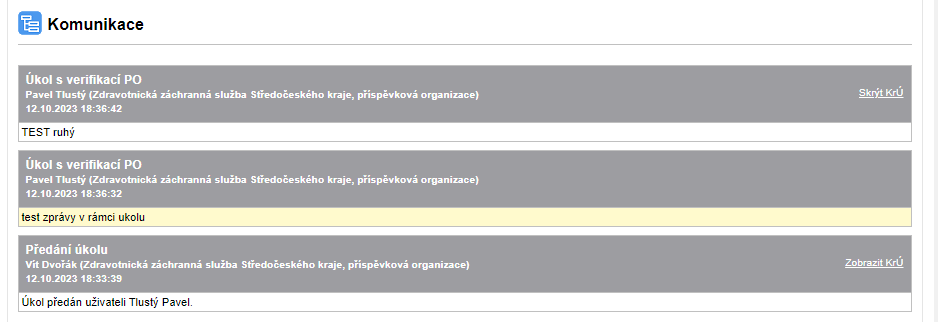 Komunikace
Úkol s verifikací PO
Pavel Tlustý (Zdravotnická záchranná služba Středočeského kraje, příspěvková organizace)
12.10.2023 18:36:42
Skrýt KrÚ
TEST ruhý
Úkol s verifikací PO
Pavel Tlustý (Zdravotnická záchranná služba Středočeského kraje, příspěvková organizace)
12.10.2023 18:36:32
test zprávy v rámci ukolu
Předání úkolu
Vít Dvořák (Zdravotnická záchranná služba Středočeského kraje, příspěvková organizace)
12.10.2023 18:33:39
Zobrazit KrÚ
Úkol předán uživateli Tlustý Pavel.